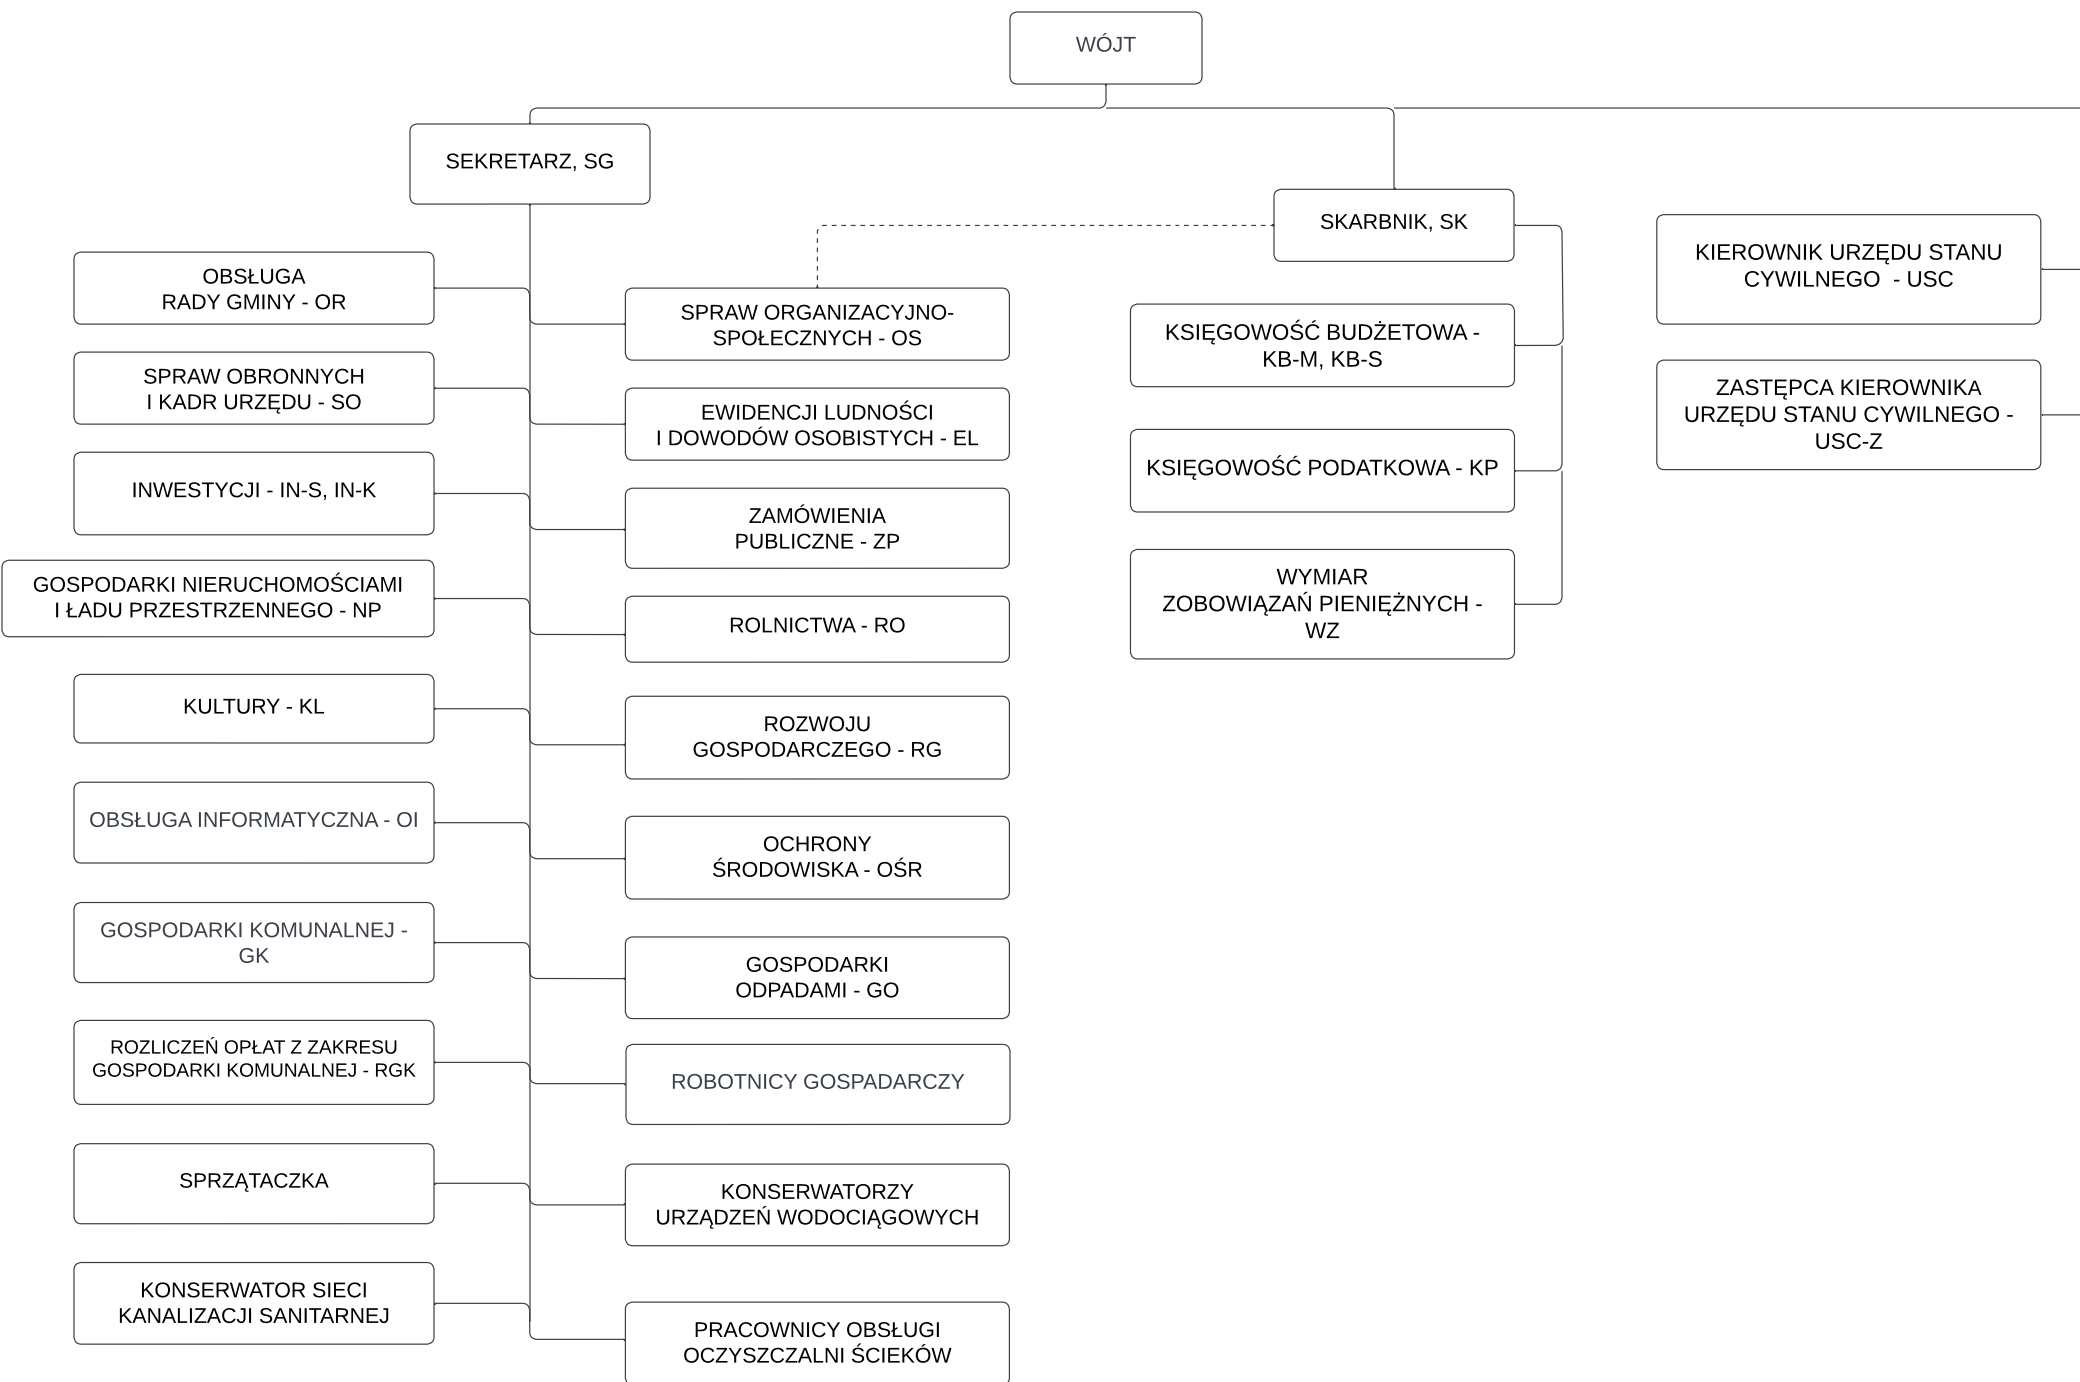 WÓJT
SEKRETARZ, SG
OBSŁUGA
RADY GMINY - OR
SPRAW OBRONNYCH
I KADR URZĘDU - SO
INWESTYCJI - IN-S, IN-K
GOSPODARKI NIERUCHOMOŚCIAMI
I ŁADU PRZESTRZENNEGO - NP
KULTURY - KL
OBSŁUGA INFORMATYCZNA - OI
GOSPODARKI KOMUNALNEJ -
GK
ROZLICZEŃ OPŁAT Z ZAKRESU
GOSPODARKI KOMUNALNEJ - RGK
SPRZĄTACZKA
KONSERWATOR SIECI
KANALIZACJI SANITARNEJ
SPRAW ORGANIZACYJNO-
SPOŁECZNYCH - OS
EWIDENCJI LUDNOŚCI
I DOWODÓW OSOBISTYCH - EL
ZAMÓWIENIA
PUBLICZNE - ZP
ROLNICTWA - RO
ROZWOJU
GOSPODARCZEGO - RG
OCHRONY
ŚRODOWISKA - OŚR
GOSPODARKI
ODPADAMI - GO
ROBOTNICY GOSPADARCZY
KONSERWATORZY
URZĄDZEŃ WODOCIĄGOWYCH
PRACOWNICY OBSŁUGI
OCZYSZCZALNI ŚCIEKÓW
SKARBNIK, SK
KSIĘGOWOŚĆ BUDŻETOWA -
KB-M, KB-S
KSIĘGOWOŚĆ PODATKOWA - KP
WYMIAR
ZOBOWIĄZAŃ PIENIĘŻNYCH -
WZ
KIEROWNIK URZĘDU STANU
CYWILNEGO  - USC
ZASTĘPCA KIEROWNIKA
URZĘDU STANU CYWILNEGO -
USC-Z